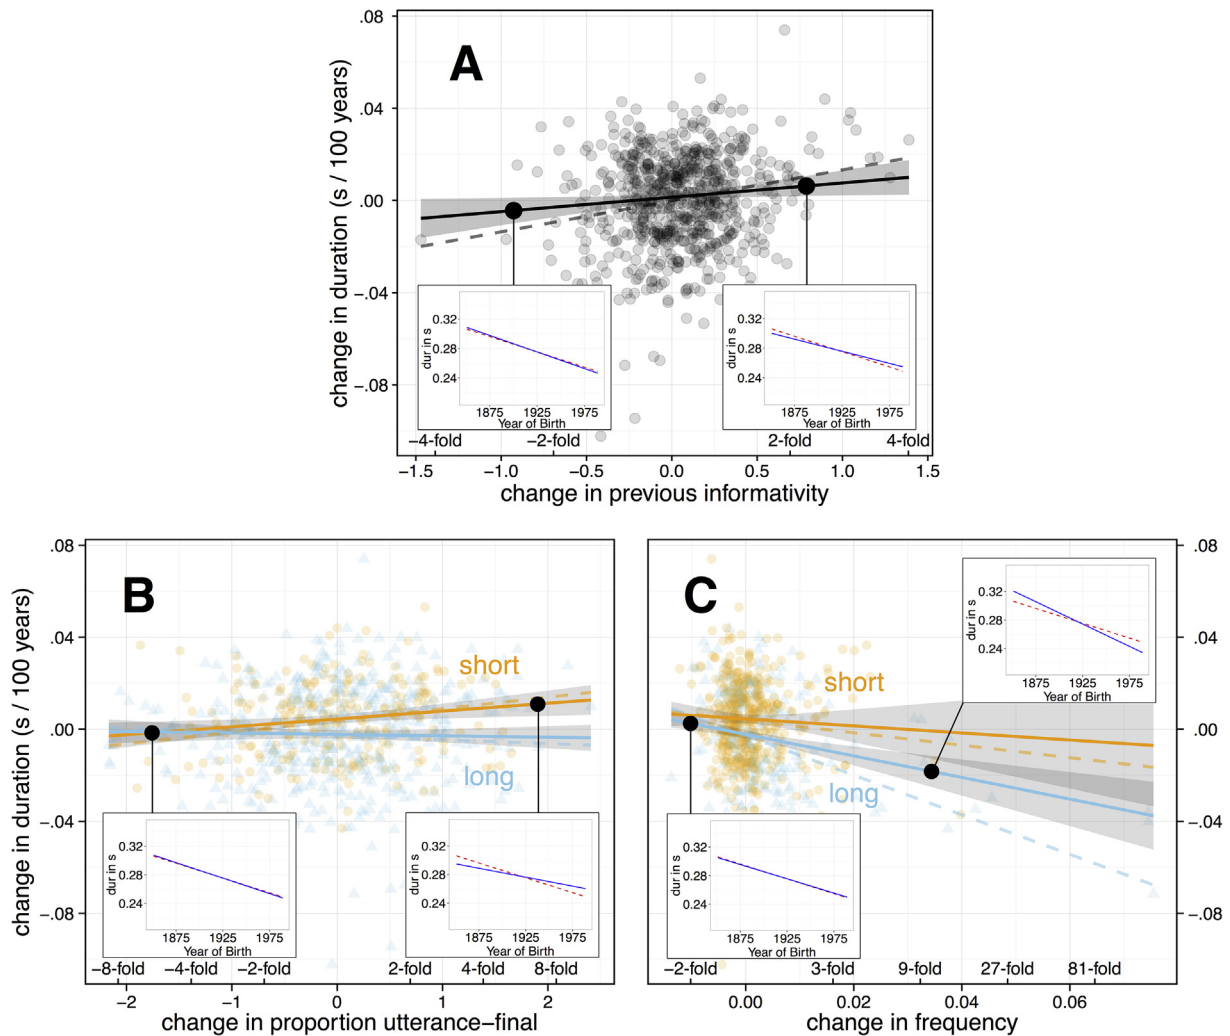 A
change in duration (s / 100 years)
.08
.04
.00
−.04
−.08
dur in s
0.32
0.28
0.24
1875 1925 1975
Year of Birth
dur in s
0.32
0.28
0.24
1875 1925 1975
Year of Birth
−4−fold −2−fold 2−fold 4−fold
−1.5 −1.0 −0.5 0.0 0.5 1.0 1.5
change in previous informativity
B
change in duration (s / 100 years)
.08
.04
.00
−.04
−.08
short
long
dur in s
0.32
0.28
0.24
1875 1925 1975
Year of Birth
dur in s
0.32
0.28
0.24
1875 1925 1975
Year of Birth
−8−fold −4−fold −2−fold 2−fold 4−fold 8−fold
−2 −1 0 1 2
change in proportion utterance−final
C
short
long
dur in s
0.32
0.28
0.24
1875 1925 1975
Year of Birth
dur in s
0.32
0.28
0.24
1875 1925 1975
Year of Birth
.08
.04
.00
−.04
−.08
−2−fold 3−fold 9−fold 27−fold 81−fold
0.00 0.02 0.04 0.06
change in frequency